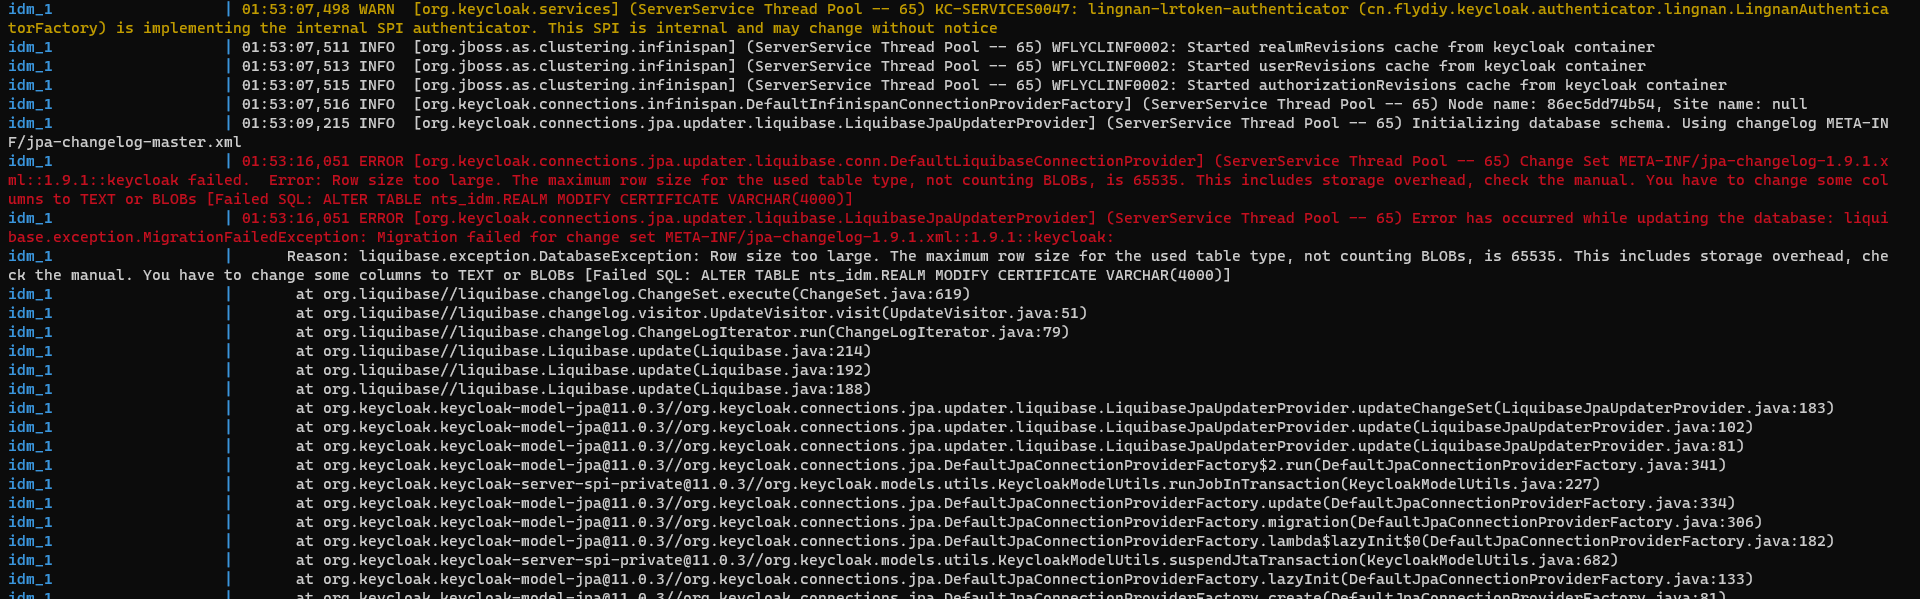 idm_1                   | 01:53:07,498 WARN  [org.keycloak.services] (ServerService Thread Pool -- 65) KC-SERVICES0047: lingnan-lrtoken-authenticator (cn.flydiy.keycloak.authenticator.lingnan.LingnanAuthentica
torFactory) is implementing the internal SPI authenticator. This SPI is internal and may change without notice
idm_1                   | 01:53:07,511 INFO  [org.jboss.as.clustering.infinispan] (ServerService Thread Pool -- 65) WFLYCLINF0002: Started realmRevisions cache from keycloak container
idm_1                   | 01:53:07,513 INFO  [org.jboss.as.clustering.infinispan] (ServerService Thread Pool -- 65) WFLYCLINF0002: Started userRevisions cache from keycloak container
idm_1                   | 01:53:07,515 INFO  [org.jboss.as.clustering.infinispan] (ServerService Thread Pool -- 65) WFLYCLINF0002: Started authorizationRevisions cache from keycloak container
idm_1                   | 01:53:07,516 INFO  [org.keycloak.connections.infinispan.DefaultInfinispanConnectionProviderFactory] (ServerService Thread Pool -- 65) Node name: 86ec5dd74b54, Site name: null
idm_1                   | 01:53:09,215 INFO  [org.keycloak.connections.jpa.updater.liquibase.LiquibaseJpaUpdaterProvider] (ServerService Thread Pool -- 65) Initializing database schema. Using changelog META-IN
F/jpa-changelog-master.xml
idm_1                   | 01:53:16,051 ERROR [org.keycloak.connections.jpa.updater.liquibase.conn.DefaultLiquibaseConnectionProvider] (ServerService Thread Pool -- 65) Change Set META-INF/jpa-changelog-1.9.1.x
ml::1.9.1::keycloak failed.  Error: Row size too large. The maximum row size for the used table type, not counting BLOBs, is 65535. This includes storage overhead, check the manual. You have to change some col
umns to TEXT or BLOBs [Failed SQL: ALTER TABLE nts_idm.REALM MODIFY CERTIFICATE VARCHAR(4000)]
idm_1                   | 01:53:16,051 ERROR [org.keycloak.connections.jpa.updater.liquibase.LiquibaseJpaUpdaterProvider] (ServerService Thread Pool -- 65) Error has occurred while updating the database: liqui
base.exception.MigrationFailedException: Migration failed for change set META-INF/jpa-changelog-1.9.1.xml::1.9.1::keycloak:
idm_1                   |      Reason: liquibase.exception.DatabaseException: Row size too large. The maximum row size for the used table type, not counting BLOBs, is 65535. This includes storage overhead, che
ck the manual. You have to change some columns to TEXT or BLOBs [Failed SQL: ALTER TABLE nts_idm.REALM MODIFY CERTIFICATE VARCHAR(4000)]
idm_1                   |       at org.liquibase//liquibase.changelog.ChangeSet.execute(ChangeSet.java:619)
idm_1                   |       at org.liquibase//liquibase.changelog.visitor.UpdateVisitor.visit(UpdateVisitor.java:51)
idm_1                   |       at org.liquibase//liquibase.changelog.ChangeLogIterator.run(ChangeLogIterator.java:79)
idm_1                   |       at org.liquibase//liquibase.Liquibase.update(Liquibase.java:214)
idm_1                   |       at org.liquibase//liquibase.Liquibase.update(Liquibase.java:192)
idm_1                   |       at org.liquibase//liquibase.Liquibase.update(Liquibase.java:188)
idm_1                   |       at org.keycloak.keycloak-model-jpa@11.0.3//org.keycloak.connections.jpa.updater.liquibase.LiquibaseJpaUpdaterProvider.updateChangeSet(LiquibaseJpaUpdaterProvider.java:183)
idm_1                   |       at org.keycloak.keycloak-model-jpa@11.0.3//org.keycloak.connections.jpa.updater.liquibase.LiquibaseJpaUpdaterProvider.update(LiquibaseJpaUpdaterProvider.java:102)
idm_1                   |       at org.keycloak.keycloak-model-jpa@11.0.3//org.keycloak.connections.jpa.updater.liquibase.LiquibaseJpaUpdaterProvider.update(LiquibaseJpaUpdaterProvider.java:81)
idm_1                   |       at org.keycloak.keycloak-model-jpa@11.0.3//org.keycloak.connections.jpa.DefaultJpaConnectionProviderFactory$2.run(DefaultJpaConnectionProviderFactory.java:341)
idm_1                   |       at org.keycloak.keycloak-server-spi-private@11.0.3//org.keycloak.models.utils.KeycloakModelUtils.runJobInTransaction(KeycloakModelUtils.java:227)
idm_1                   |       at org.keycloak.keycloak-model-jpa@11.0.3//org.keycloak.connections.jpa.DefaultJpaConnectionProviderFactory.update(DefaultJpaConnectionProviderFactory.java:334)
idm_1                   |       at org.keycloak.keycloak-model-jpa@11.0.3//org.keycloak.connections.jpa.DefaultJpaConnectionProviderFactory.migration(DefaultJpaConnectionProviderFactory.java:306)
idm_1                   |       at org.keycloak.keycloak-model-jpa@11.0.3//org.keycloak.connections.jpa.DefaultJpaConnectionProviderFactory.lambda$lazyInit$0(DefaultJpaConnectionProviderFactory.java:182)
idm_1                   |       at org.keycloak.keycloak-server-spi-private@11.0.3//org.keycloak.models.utils.KeycloakModelUtils.suspendJtaTransaction(KeycloakModelUtils.java:682)
idm_1                   |       at org.keycloak.keycloak-model-jpa@11.0.3//org.keycloak.connections.jpa.DefaultJpaConnectionProviderFactory.lazyInit(DefaultJpaConnectionProviderFactory.java:133)
idm_1                   |       at org.keycloak.keycloak-model-jpa@11.0.3//org.keycloak.connections.jpa.DefaultJpaConnectionProviderFactory.create(DefaultJpaConnectionProviderFactory.java:81)